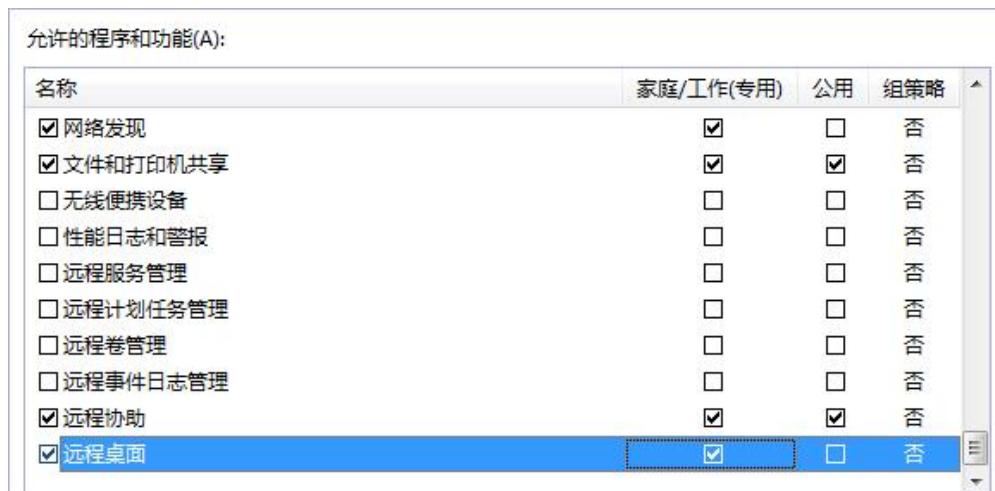 允许的程序和功能(A):
名称 家庭/工作(专用) 公用 组策略
网络发现 否
文件和打印机共享 否
无线便携设备 否
性能日志和警报 否
远程服务管理 否
远程计划任务管理 否
远程卷管理 否
远程事件日志管理 否
远程协助 否
远程桌面 否